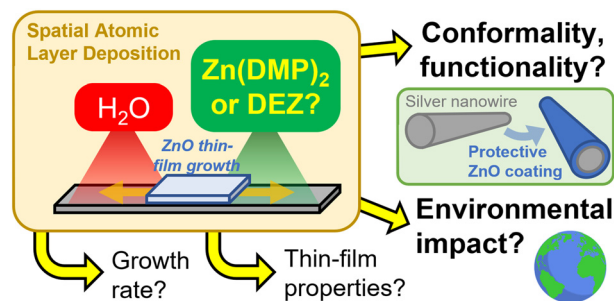 Spatial Atomic
Layer Deposition
H₂O
Zn(DMP)₂
or DEZ?
ZnO thin-
film growth
Conformality,
functionality?
Silver nanowire
Protective
ZnO coating
Environmental
impact?
Growth
rate?
Thin-film
properties?